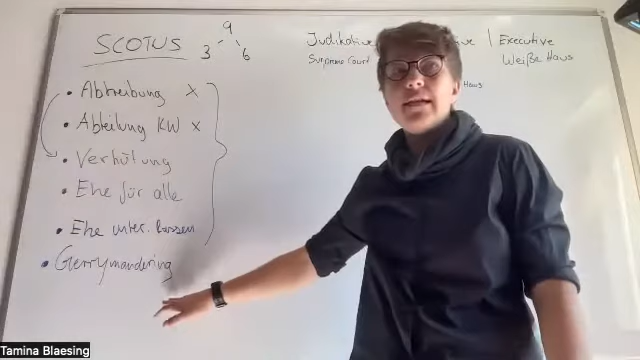 SCOTUS
9
3 6
Judikative | Executive
Surpreme Court Weiße Haus
Haus
• Abtreibung x
• Abteilung KW x
• Verhütung
• Ehe für alle
• Ehe unter. Rassen
• Gerrymandering
Tamina Blaesing